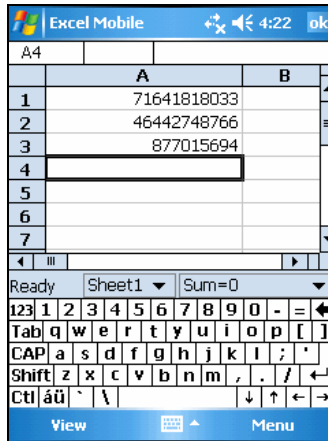 Excel Mobile 4:22 ok
A4
A B
1 71641818033
2 46442748766
3 877015694
4
5
6
7
Ready Sheet1 Sum=0
123 1 2 3 4 5 6 7 8 9 0 - =
Tab q w e r t y u i o p [ ]
CAP a s d f g h j k l ; '
Shift z x c v b n m , . /
Ctl áü ` \
View Menu